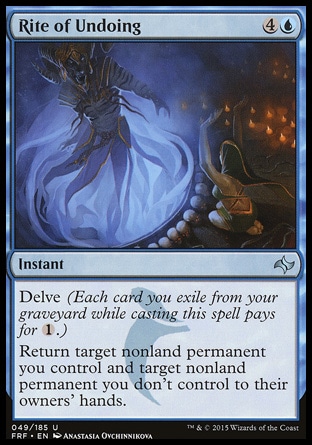 Rite of Undoing 4
Instant
Delve (Each card you exile from your
graveyard while casting this spell pays
for 1.)
Return target nonland permanent
you control and target nonland
permanent you don't control to their
owners' hands.
049/185 U
FRF • EN Anastasia Ovchinnikova
™ & © 2015 Wizards of the Coast